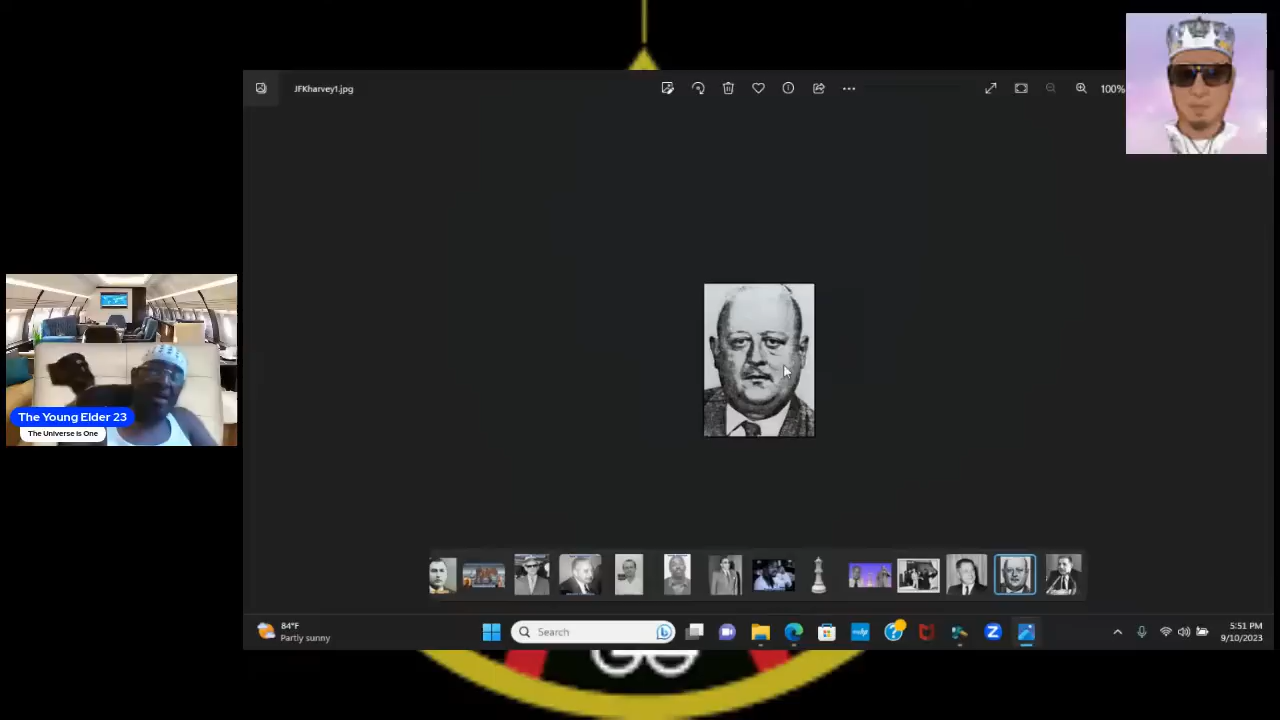 JFKharvey1.jpg
100%
The Young Elder 23
The Universe is One
84°F
Partly sunny
Search
5:51 PM
9/10/2023